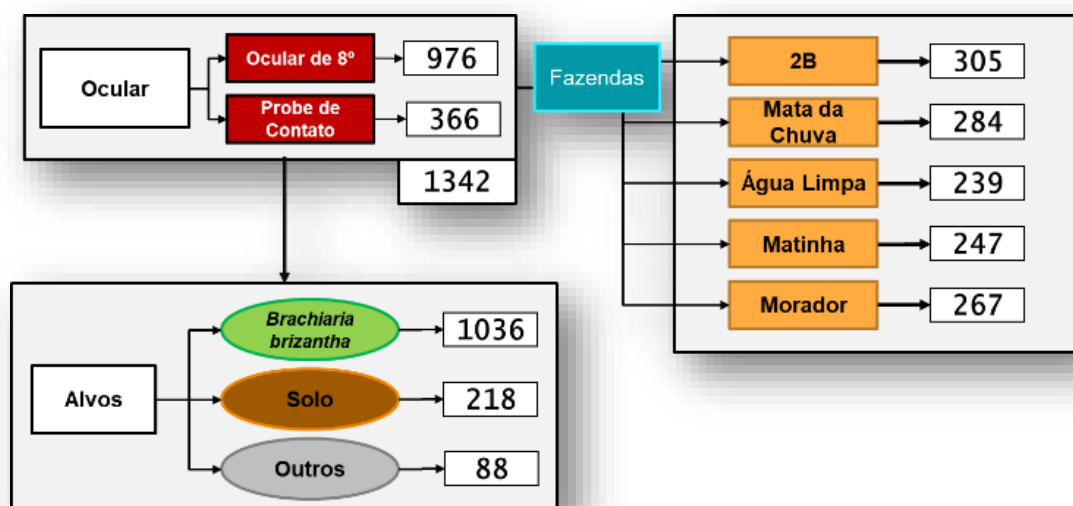 Ocular
Ocular de 8º
976
Probe de
Contato
366
1342
Fazendas
2B
305
Mata da
Chuva
284
Água Limpa
239
Matinha
247
Morador
267
Alvos
Brachiaria
brizantha
1036
Solo
218
Outros
88